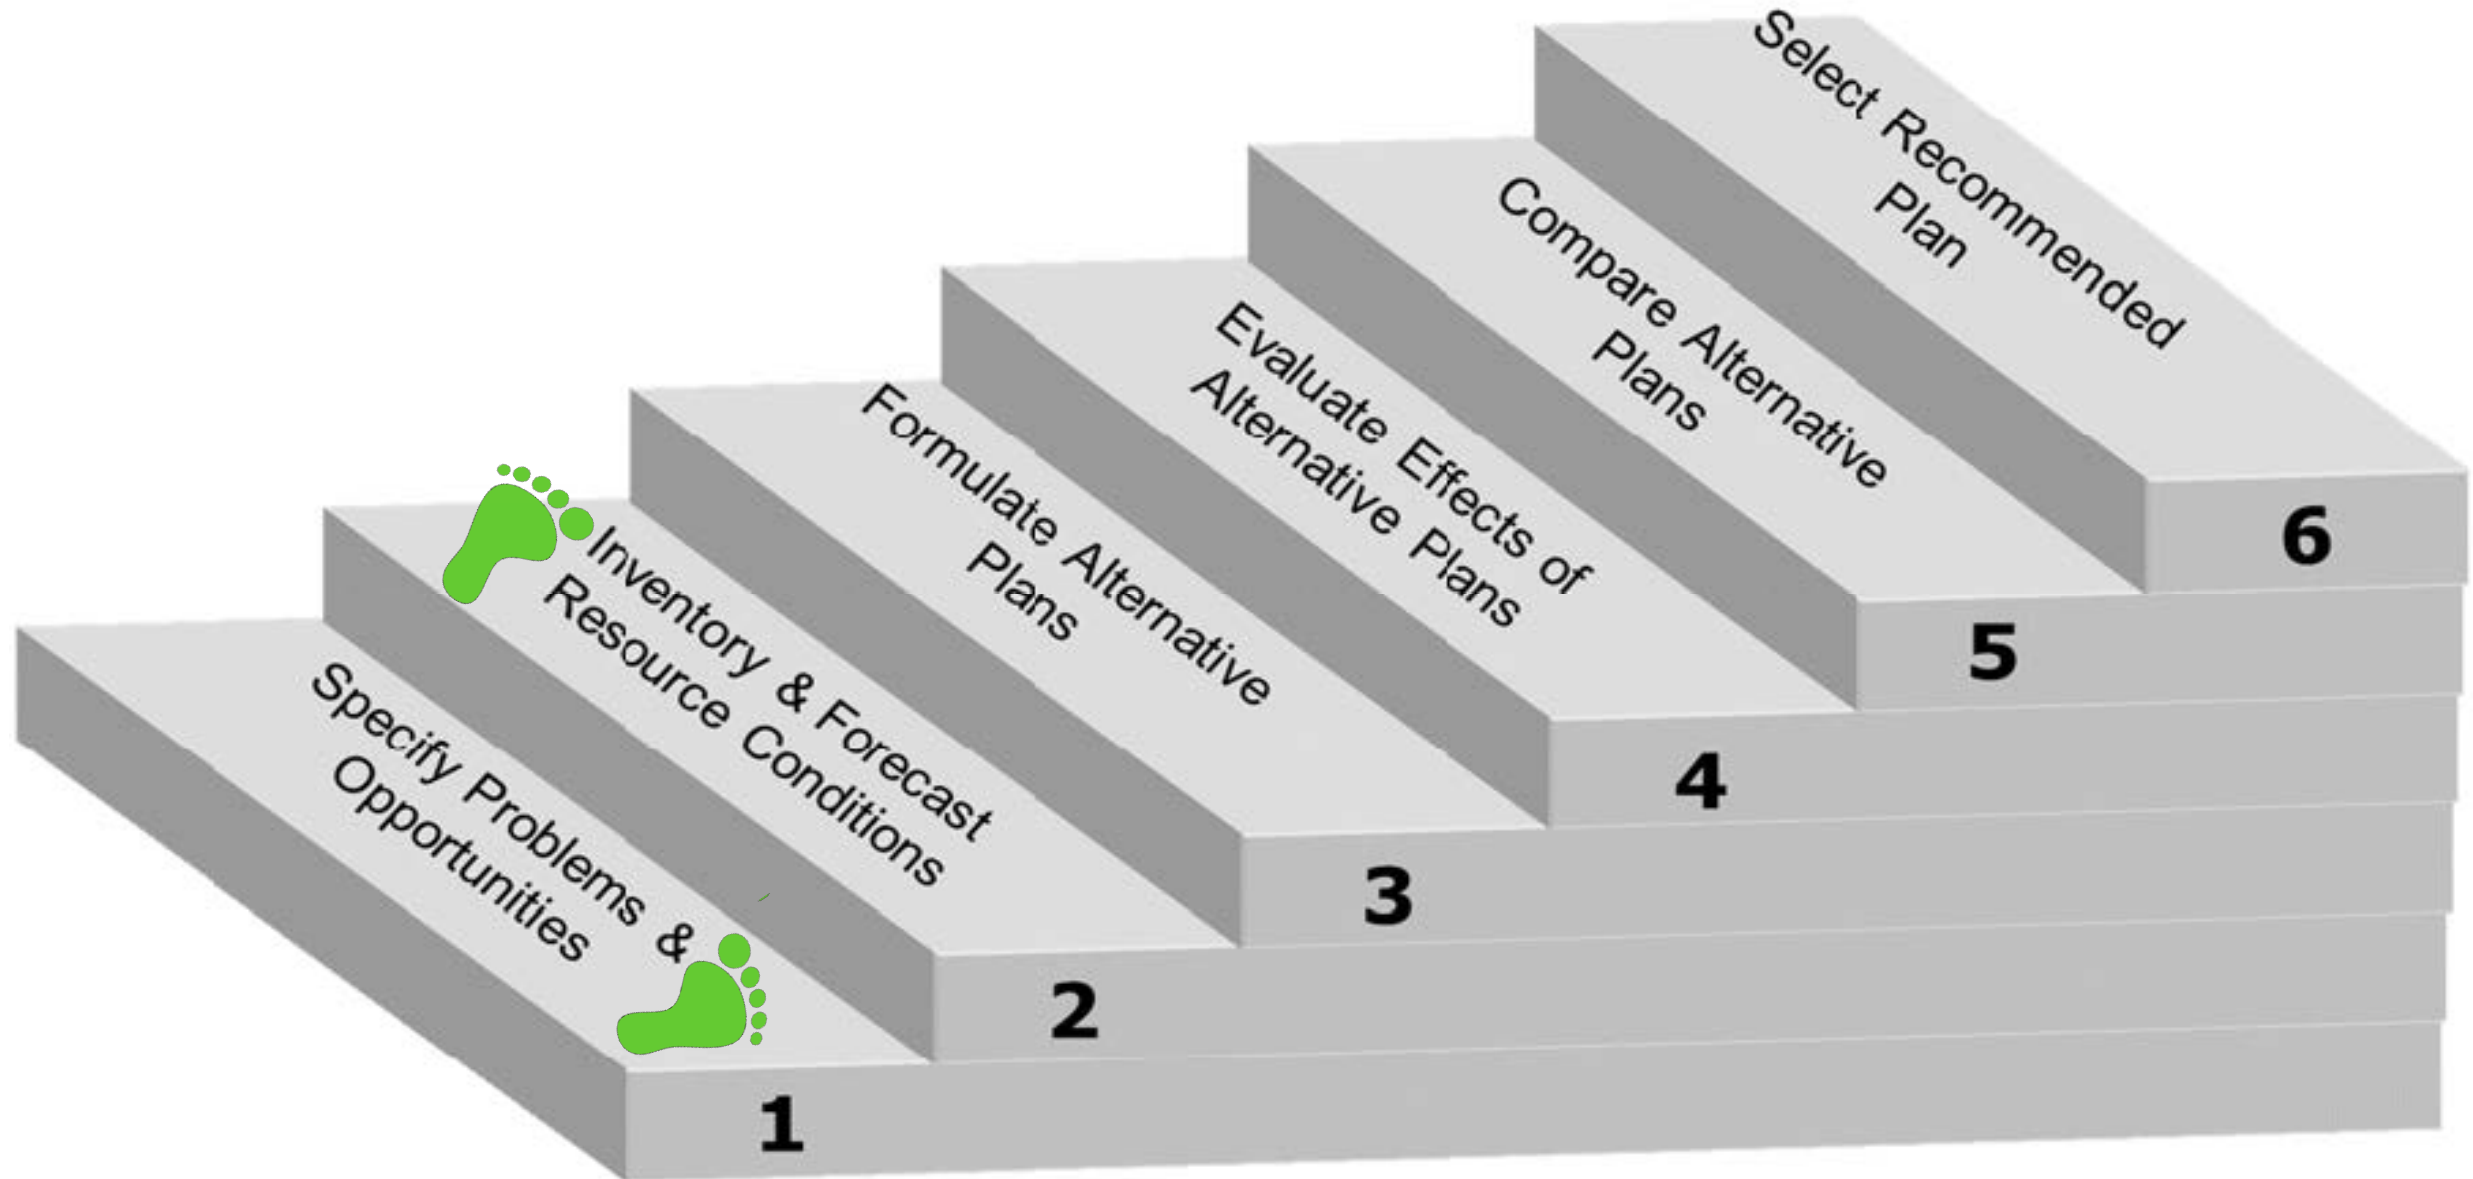 Specify Problems &
Opportunities
1
Inventory & Forecast
Resource Conditions
2
Formulate Alternative
Plans
3
Evaluate Effects of
Alternative Plans
4
Compare Alternative
Plans
5
Select Recommended
Plan
6